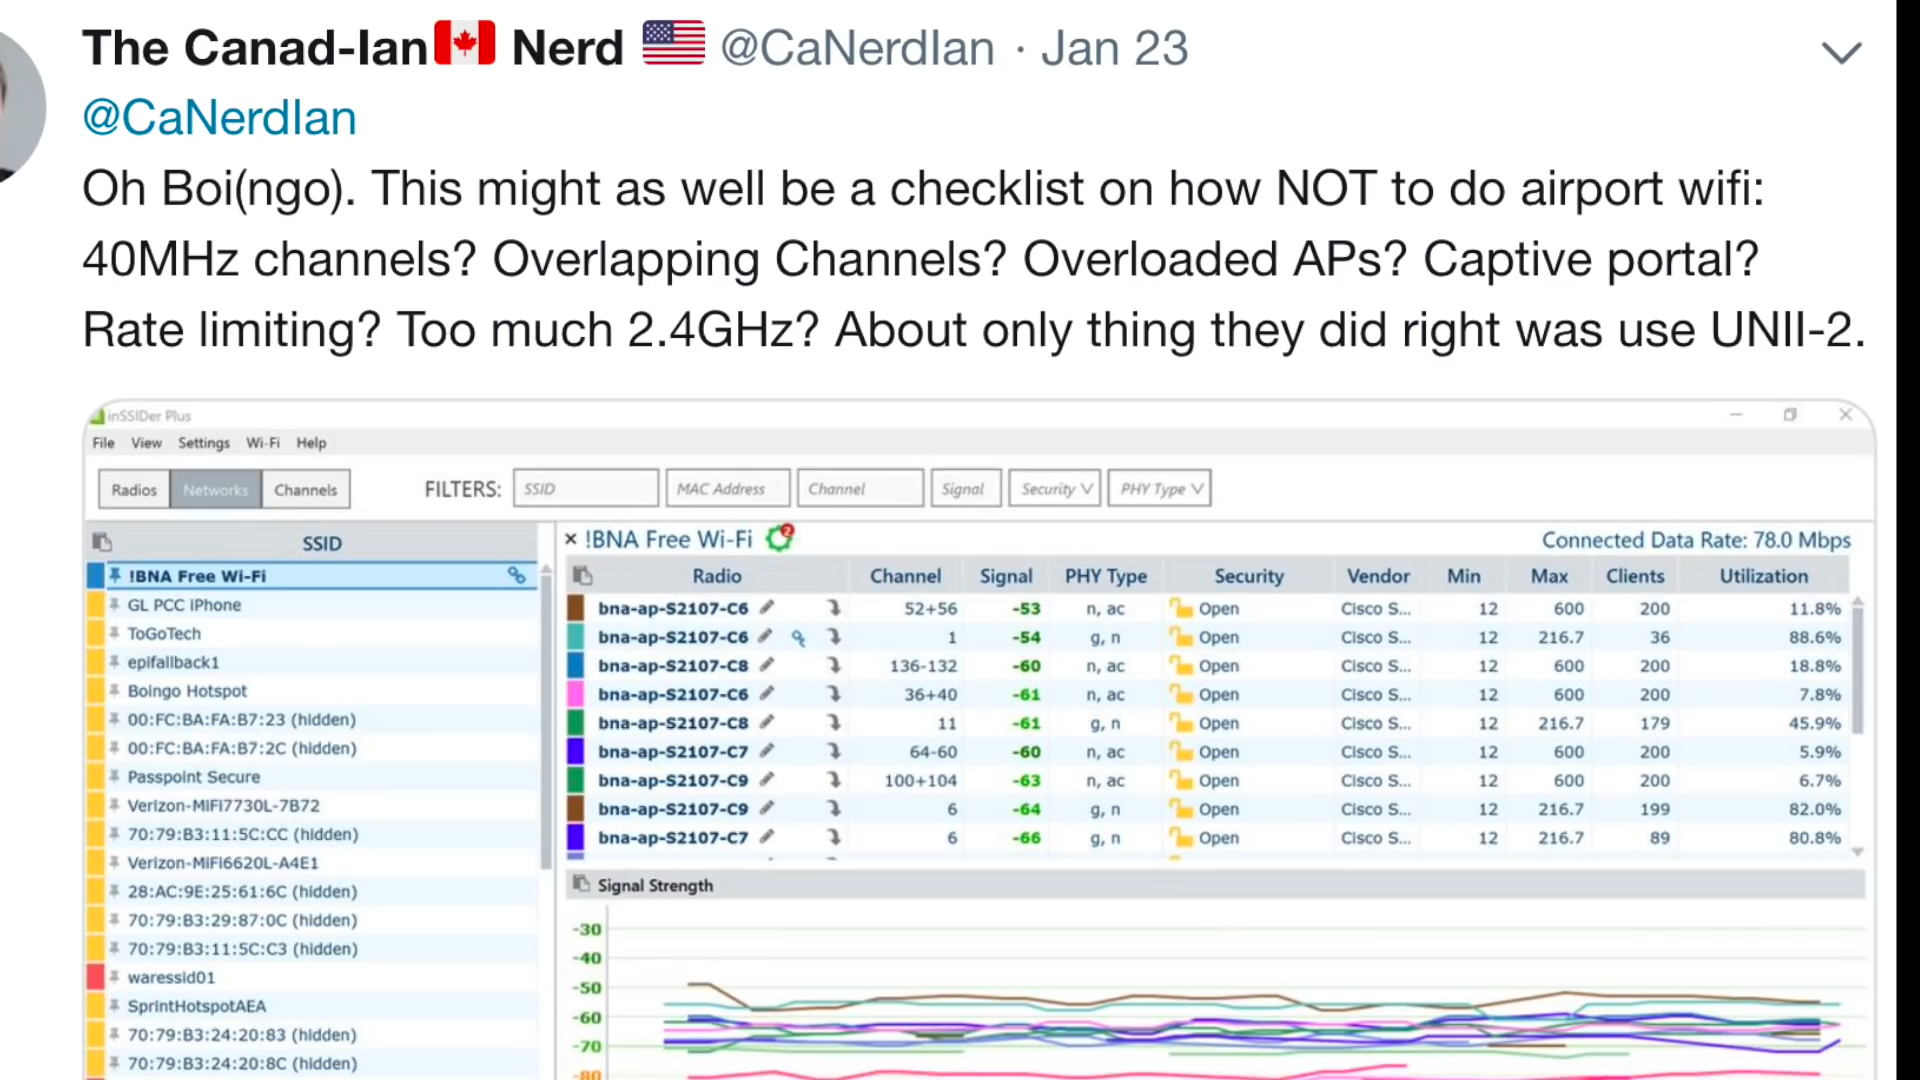 The Canad-Ian🇨🇦 Nerd 🇺🇸 @CaNerdIan · Jan 23
@CaNerdIan
Oh Boi(ngo). This might as well be a checklist on how NOT to do airport wifi:
40MHz channels? Overlapping Channels? Overloaded APs? Captive portal?
Rate limiting? Too much 2.4GHz? About only thing they did right was use UNII-2.
inSSIDer Plus
File View Settings Wi-Fi Help
Radios Networks Channels FILTERS: SSID MAC Address Channel Signal Security PHY Type
SSID
!BNA Free Wi-Fi
GL PCC iPhone
ToGoTech
epifallback1
Boingo Hotspot
00:FC:BA:FA:B7:23 (hidden)
00:FC:BA:FA:B7:2C (hidden)
Passpoint Secure
Verizon-MiFi7730L-7B72
70:79:B3:11:5C:CC (hidden)
Verizon-MiFi6620L-A4E1
28:AC:9E:25:61:6C (hidden)
70:79:B3:29:87:0C (hidden)
70:79:B3:11:5C:C3 (hidden)
waressid01
SprintHotspotAEA
70:79:B3:24:20:83 (hidden)
70:79:B3:24:20:8C (hidden)
× !BNA Free Wi-Fi 2 Connected Data Rate: 78.0 Mbps
Radio Channel Signal PHY Type Security Vendor Min Max Clients Utilization
bna-ap-S2107-C6 52+56 -53 n, ac Open Cisco S... 12 600 200 11.8%
bna-ap-S2107-C6 1 -54 g, n Open Cisco S... 12 216.7 36 88.6%
bna-ap-S2107-C8 136-132 -60 n, ac Open Cisco S... 12 600 200 18.8%
bna-ap-S2107-C6 36+40 -61 n, ac Open Cisco S... 12 600 200 7.8%
bna-ap-S2107-C8 11 -61 g, n Open Cisco S... 12 216.7 179 45.9%
bna-ap-S2107-C7 64-60 -60 n, ac Open Cisco S... 12 600 200 5.9%
bna-ap-S2107-C9 100+104 -63 n, ac Open Cisco S... 12 600 200 6.7%
bna-ap-S2107-C9 6 -64 g, n Open Cisco S... 12 216.7 199 82.0%
bna-ap-S2107-C7 6 -66 g, n Open Cisco S... 12 216.7 89 80.8%
Signal Strength
-30
-40
-50
-60
-70
-80